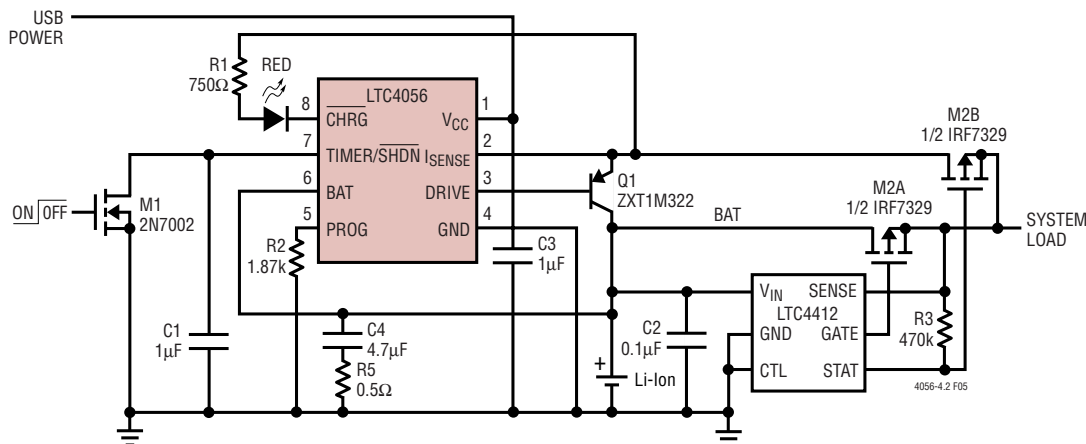 USB
POWER
R1
750Ω
RED
LTC4056
8
CHRG
1
VCC
7
TIMER/SHDN
ISENSE
2
6
BAT
DRIVE
3
5
PROG
GND
4
ON OFF
M1
2N7002
R2
1.87k
C1
1µF
C3
1µF
C4
4.7µF
R5
0.5Ω
Q1
ZXT1M322
BAT
M2A
1/2 IRF7329
M2B
1/2 IRF7329
SYSTEM
LOAD
C2
0.1µF
+
Li-Ion
VIN
SENSE
LTC4412
GND
GATE
CTL
STAT
R3
470k
4056-4.2 F05